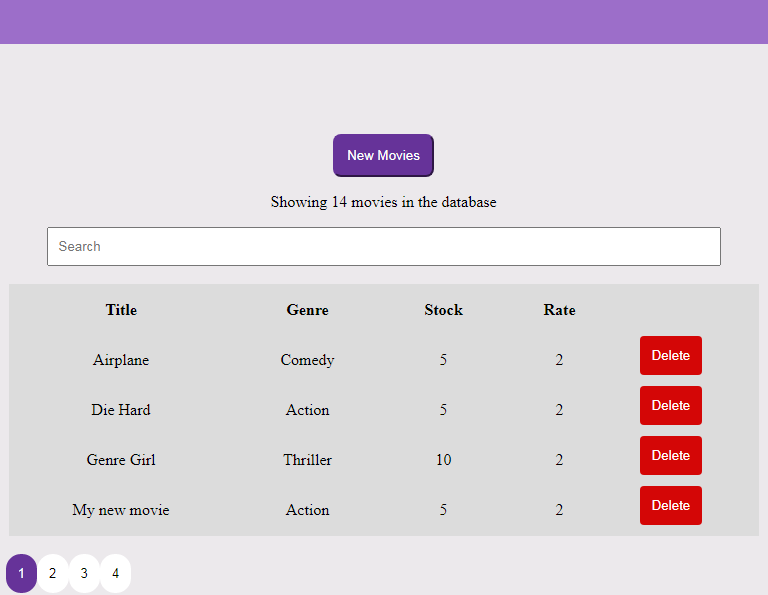 New Movies
Showing 14 movies in the database
Search
Title Genre Stock Rate
Airplane Comedy 5 2 Delete
Die Hard Action 5 2 Delete
Genre Girl Thriller 10 2 Delete
My new movie Action 5 2 Delete
1 2 3 4